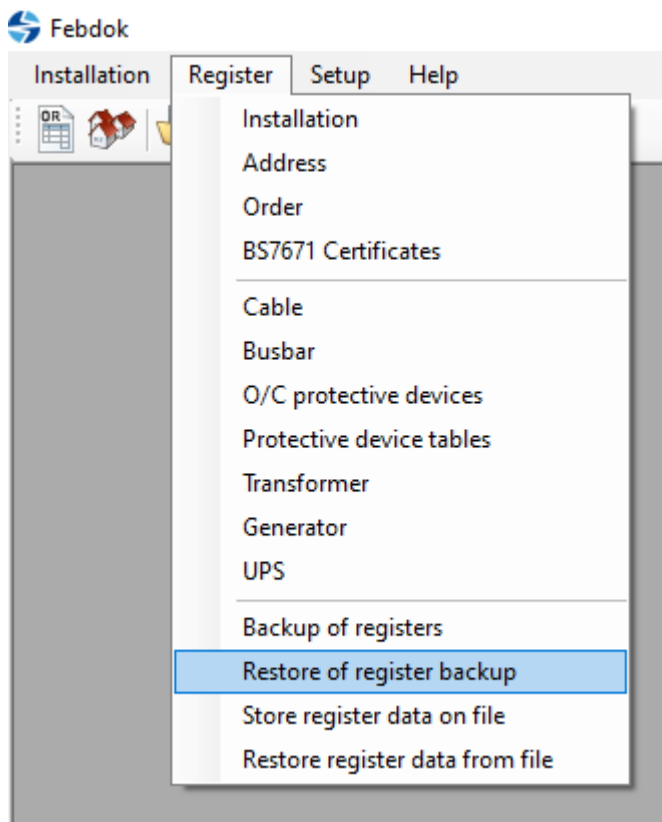 Febdok
Installation Register Setup Help
OR
Installation
Address
Order
BS7671 Certificates
Cable
Busbar
O/C protective devices
Protective device tables
Transformer
Generator
UPS
Backup of registers
Restore of register backup
Store register data on file
Restore register data from file